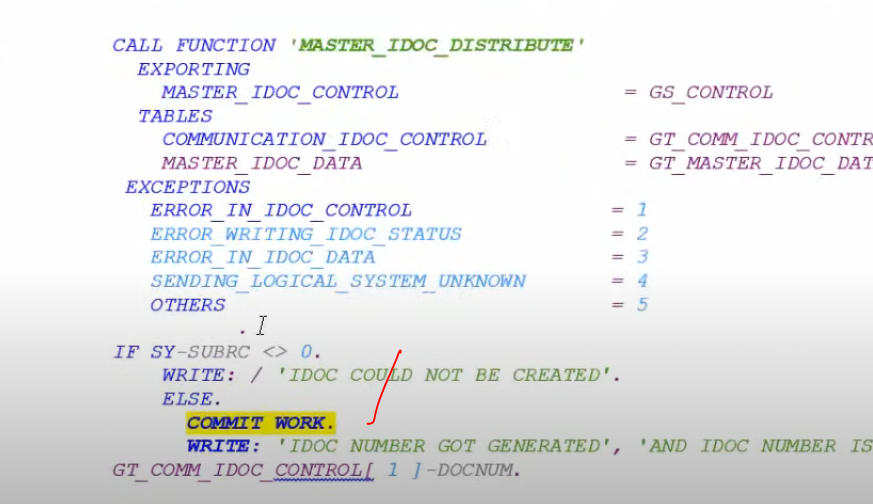 CALL FUNCTION 'MASTER_IDOC_DISTRIBUTE'
EXPORTING
MASTER_IDOC_CONTROL = GS_CONTROL
TABLES
COMMUNICATION_IDOC_CONTROL = GT_COMM_IDOC_CONTR
MASTER_IDOC_DATA = GT_MASTER_IDOC_DAT
EXCEPTIONS
ERROR_IN_IDOC_CONTROL = 1
ERROR_WRITING_IDOC_STATUS = 2
ERROR_IN_IDOC_DATA = 3
SENDING_LOGICAL_SYSTEM_UNKNOWN = 4
OTHERS = 5
.
IF SY-SUBRC <> 0.
WRITE: / 'IDOC COULD NOT BE CREATED'.
ELSE.
COMMIT WORK.
WRITE: 'IDOC NUMBER GOT GENERATED', 'AND IDOC NUMBER IS
GT_COMM_IDOC_CONTROL[ 1 ]-DOCNUM.